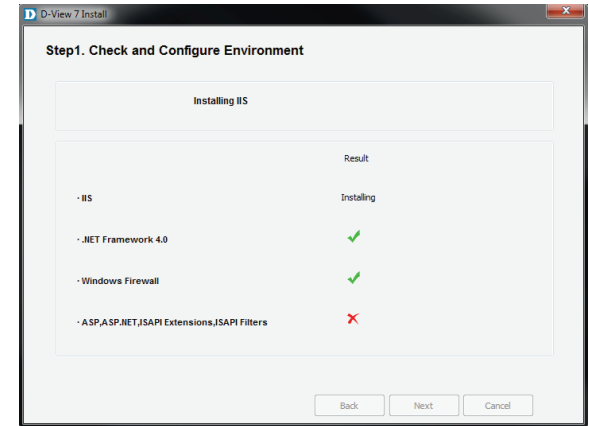 D D-View 7 Install
Step1. Check and Configure Environment
Installing IIS
Result
· IIS Installing
· .NET Framework 4.0
· Windows Firewall
· ASP,ASP.NET,ISAPI Extensions,ISAPI Filters
Back Next Cancel